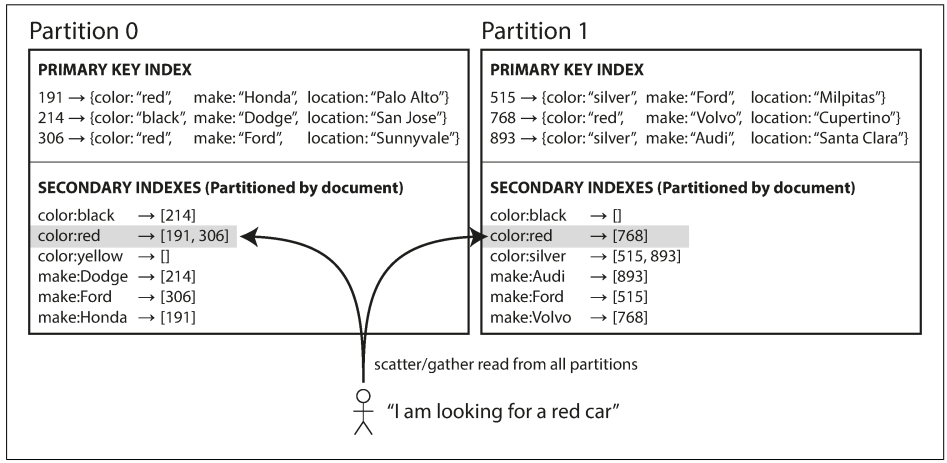 Partition 0
PRIMARY KEY INDEX
191 → {color: “red”, make: “Honda”, location: “Palo Alto”}
214 → {color: “black”, make: “Dodge”, location: “San Jose”}
306 → {color: “red”, make: “Ford”, location: “Sunnyvale”}
SECONDARY INDEXES (Partitioned by document)
color:black → [214]
color:red → [191, 306]
color:yellow → []
make:Dodge → [214]
make:Ford → [306]
make:Honda → [191]
Partition 1
PRIMARY KEY INDEX
515 → {color: “silver”, make: “Ford”, location: “Milpitas”}
768 → {color: “red”, make: “Volvo”, location: “Cupertino”}
893 → {color: “silver”, make: “Audi”, location: “Santa Clara”}
SECONDARY INDEXES (Partitioned by document)
color:black → []
color:red → [768]
color:silver → [515, 893]
make:Audi → [893]
make:Ford → [515]
make:Volvo → [768]
scatter/gather read from all partitions
“I am looking for a red car”